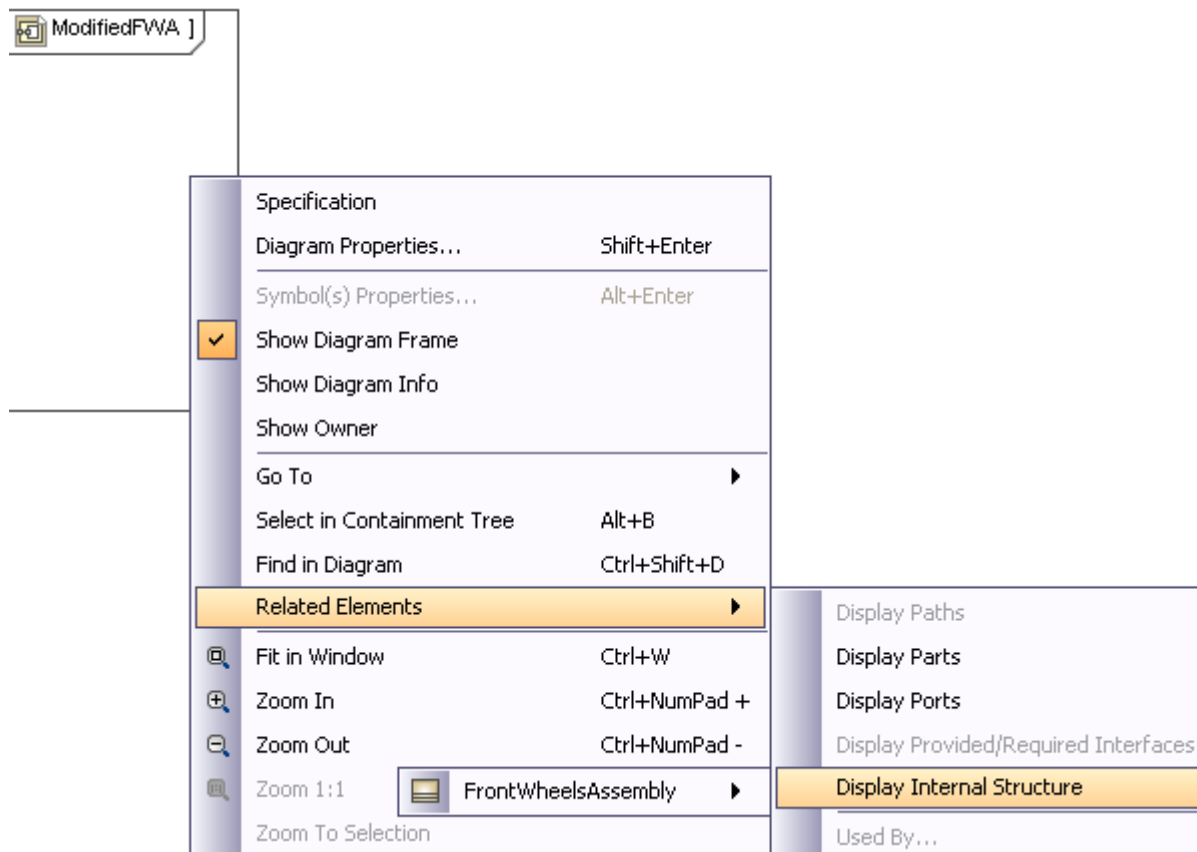 ModifiedFWA ]
Specification
Diagram Properties... Shift+Enter
Symbol(s) Properties... Alt+Enter
Show Diagram Frame
Show Diagram Info
Show Owner
Go To
Select in Containment Tree Alt+B
Find in Diagram Ctrl+Shift+D
Related Elements
Display Paths
Fit in Window Ctrl+W
Display Parts
Zoom In Ctrl+NumPad +
Display Ports
Zoom Out Ctrl+NumPad -
Display Provided/Required Interfaces
Zoom 1:1
FrontWheelsAssembly
Display Internal Structure
Zoom To Selection
Used By...